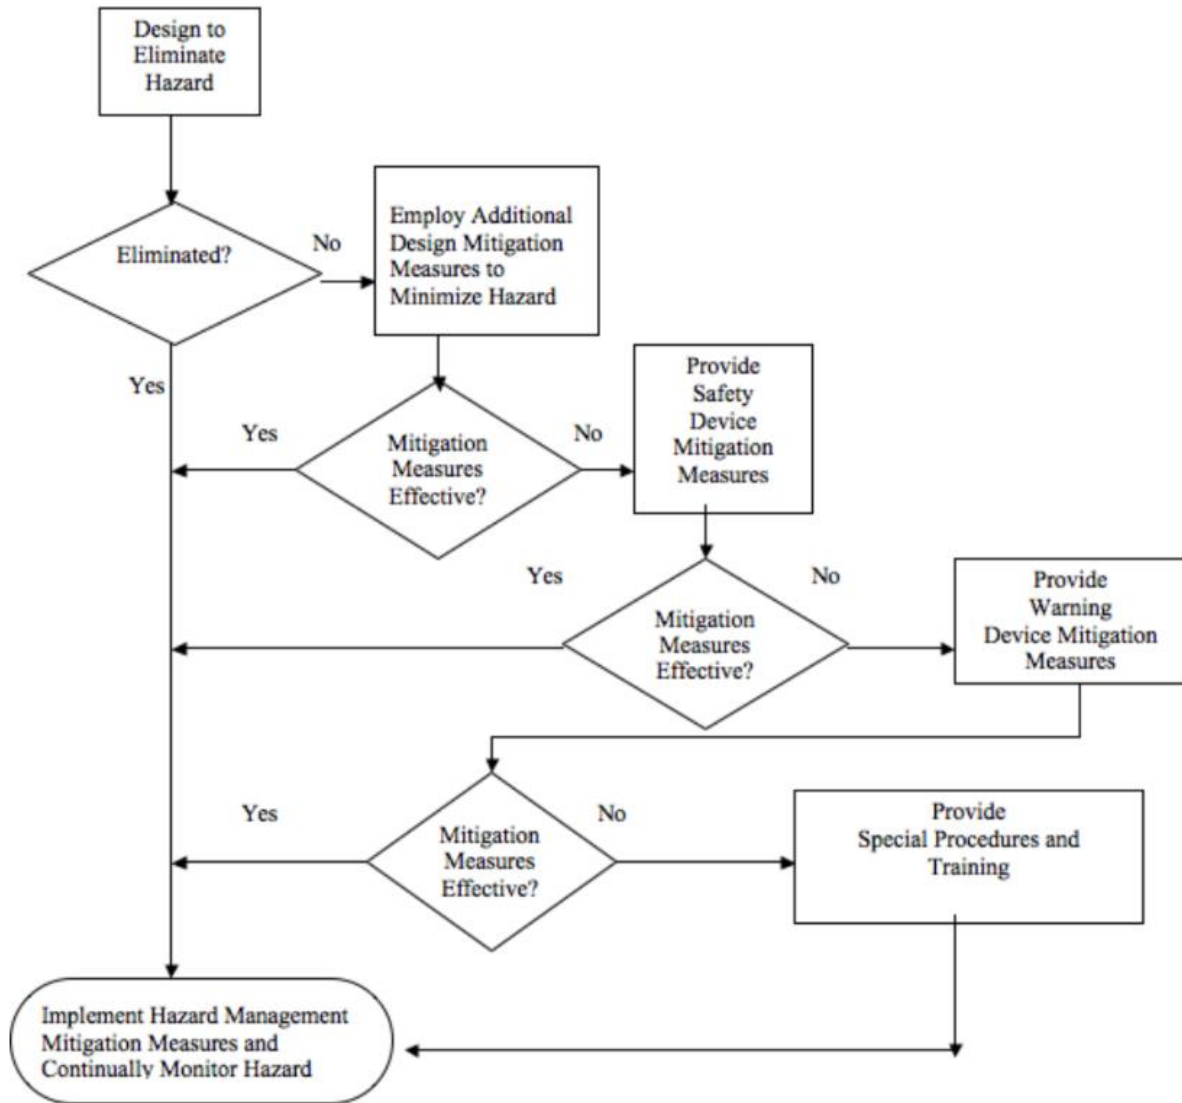 Design to
Eliminate
Hazard
Eliminated?
No
Employ Additional
Design Mitigation
Measures to
Minimize Hazard
Yes
Yes
Mitigation
Measures
Effective?
No
Provide
Safety
Device
Mitigation
Measures
Yes
Mitigation
Measures
Effective?
No
Provide
Warning
Device Mitigation
Measures
Yes
Mitigation
Measures
Effective?
No
Provide
Special Procedures and
Training
Implement Hazard Management
Mitigation Measures and
Continually Monitor Hazard